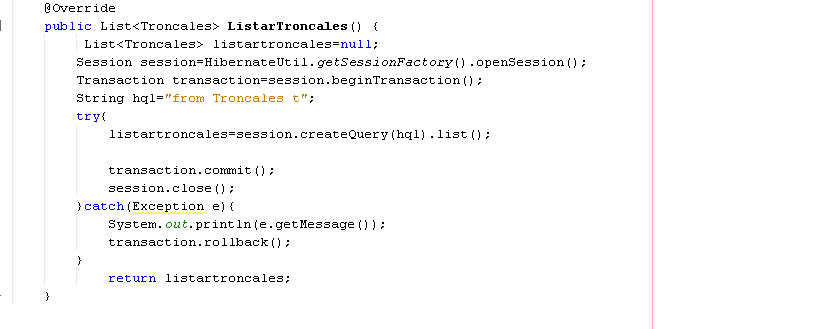 @Override
public List<Troncales> ListarTroncales() {
List<Troncales> listartroncales=null;
Session session=HibernateUtil.getSessionFactory().openSession();
Transaction transaction=session.beginTransaction();
String hql="from Troncales t";
try{
listartroncales=session.createQuery(hql).list();
transaction.commit();
session.close();
}catch(Exception e){
System.out.println(e.getMessage());
transaction.rollback();
}
return listartroncales;
}